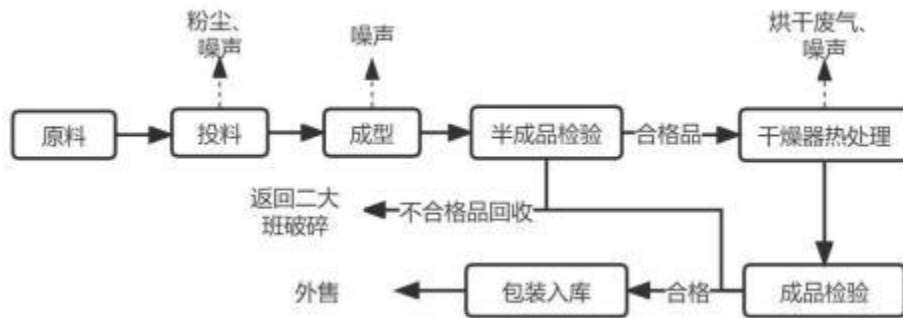 粉尘、
噪声
噪声
烘干废气、
噪声
原料
投料
成型
半成品检验
合格品
干燥器热处理
返回二大
班破碎
不合格品回收
外售
包装入库
合格
成品检验